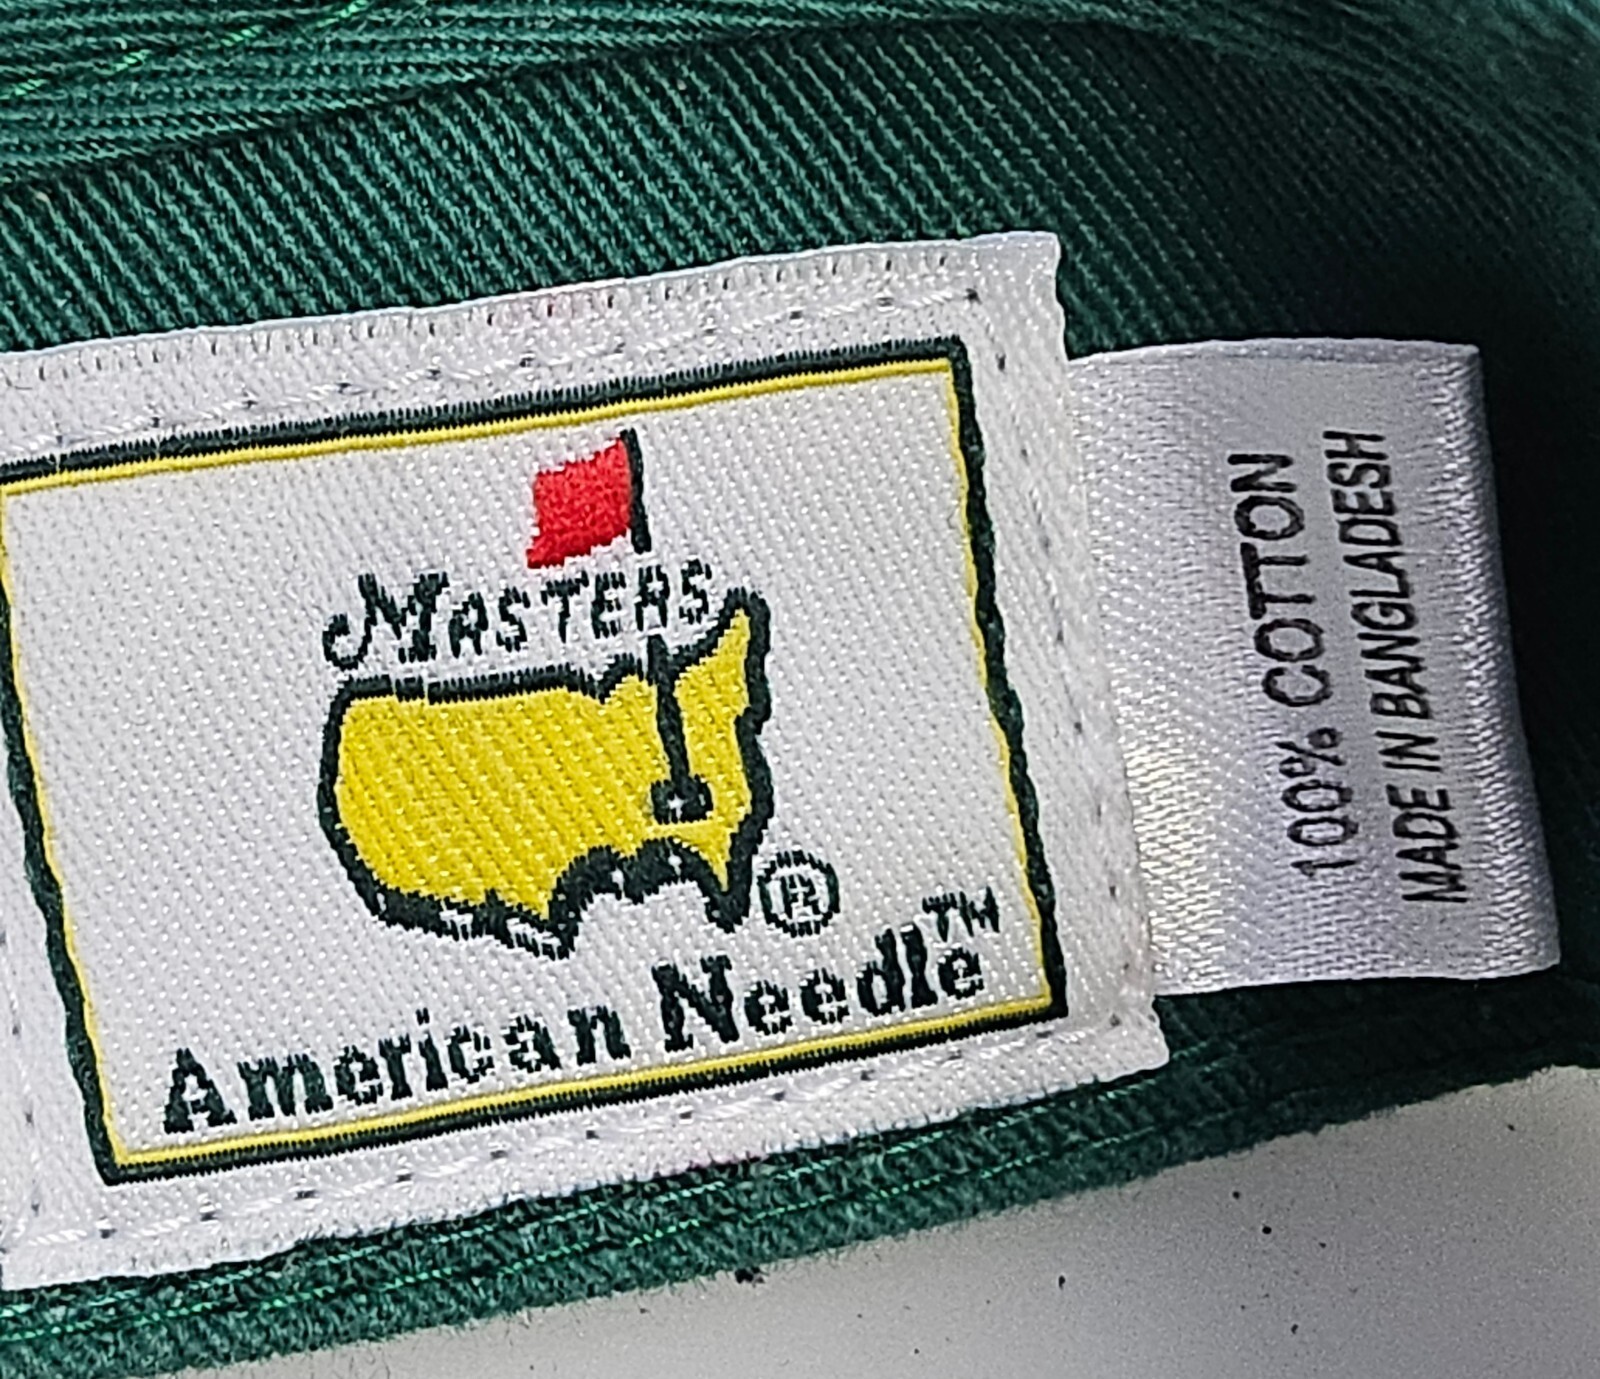 MASTERS
®
American Needle™
100% COTTON
MADE IN BANGLADESH